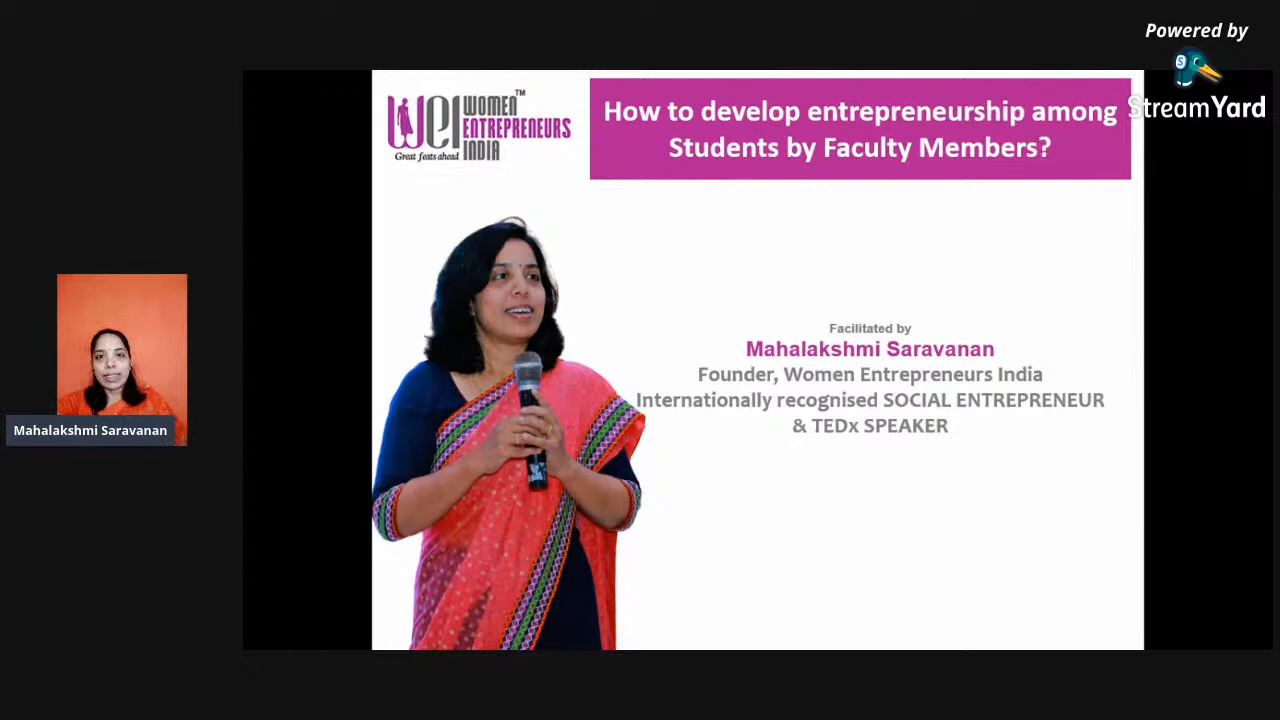 Powered by
StreamYard
WOMEN™
wei ENTREPRENEURS
Great feats ahead INDIA
How to develop entrepreneurship among
Students by Faculty Members?
Facilitated by
Mahalakshmi Saravanan
Founder, Women Entrepreneurs India
Internationally recognised SOCIAL ENTREPRENEUR
& TEDx SPEAKER
Mahalakshmi Saravanan